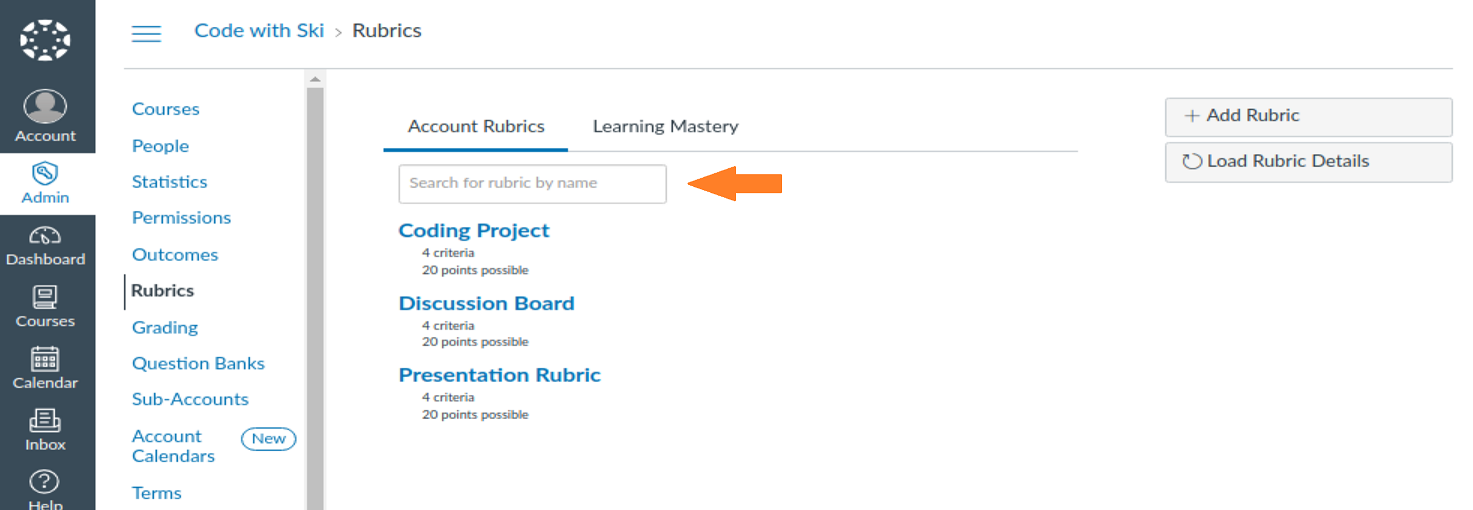 Code with Ski > Rubrics
Account
Admin
Dashboard
Courses
Calendar
Inbox
Help
Courses
People
Statistics
Permissions
Outcomes
Rubrics
Grading
Question Banks
Sub-Accounts
Account
Calendars
New
Terms
Account Rubrics
Learning Mastery
Search for rubric by name
Coding Project
4 criteria
20 points possible
Discussion Board
4 criteria
20 points possible
Presentation Rubric
4 criteria
20 points possible
+ Add Rubric
Load Rubric Details